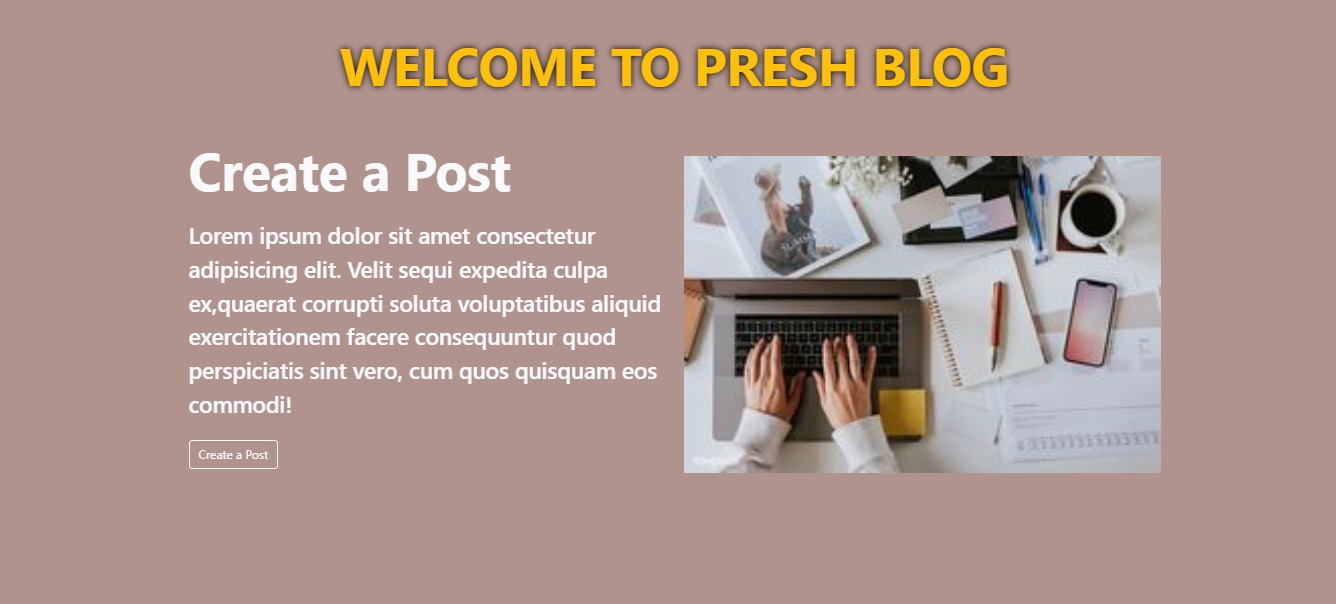 WELCOME TO PRESH BLOG
Create a Post
Lorem ipsum dolor sit amet consectetur
adipisicing elit. Velit sequi expedita culpa
ex,quaerat corrupti soluta voluptatibus aliquid
exercitationem facere consequuntur quod
perspiciatis sint vero, cum quos quisquam eos
commodi!
Create a Post